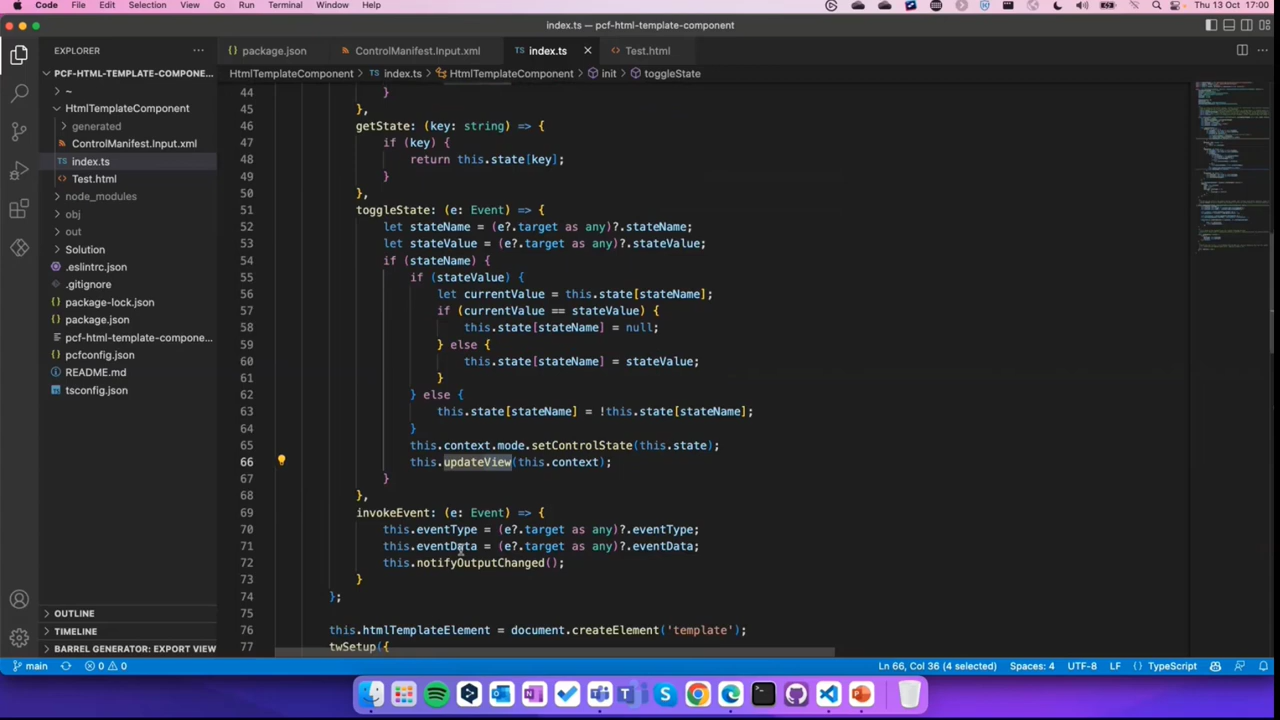 Code File Edit Selection View Go Run Terminal Window Help
Thu 13 Oct 17:00
index.ts — pcf-html-template-component
EXPLORER
PCF-HTML-TEMPLATE-COMPONE...
~
HtmlTemplateComponent
generated
ControlManifest.Input.xml
TS index.ts
Test.html
node_modules
obj
out
Solution
.eslintrc.json
.gitignore
package-lock.json
package.json
pcf-html-template-compone...
pcfconfig.json
README.md
tsconfig.json
OUTLINE
TIMELINE
BARREL GENERATOR: EXPORT VIEW
package.json ControlManifest.Input.xml TS index.ts Test.html
HtmlTemplateComponent > TS index.ts > HtmlTemplateComponent > init > toggleState
44 }
45 },
46 getState: (key: string) => {
47 if (key) {
48 return this.state[key];
49 }
50 },
51 toggleState: (e: Event) => {
52 let stateName = (e?.target as any)?.stateName;
53 let stateValue = (e?.target as any)?.stateValue;
54 if (stateName) {
55 if (stateValue) {
56 let currentValue = this.state[stateName];
57 if (currentValue == stateValue) {
58 this.state[stateName] = null;
59 } else {
60 this.state[stateName] = stateValue;
61 }
62 } else {
63 this.state[stateName] = !this.state[stateName];
64 }
65 this.context.mode.setControlState(this.state);
66 this.updateView(this.context);
67 }
68 },
69 invokeEvent: (e: Event) => {
70 this.eventType = (e?.target as any)?.eventType;
71 this.eventData = (e?.target as any)?.eventData;
72 this.notifyOutputChanged();
73 }
74 };
75
76 this.htmlTemplateElement = document.createElement('template');
77 twSetup({
main 0 0 Ln 66, Col 36 (4 selected) Spaces: 4 UTF-8 LF TypeScript